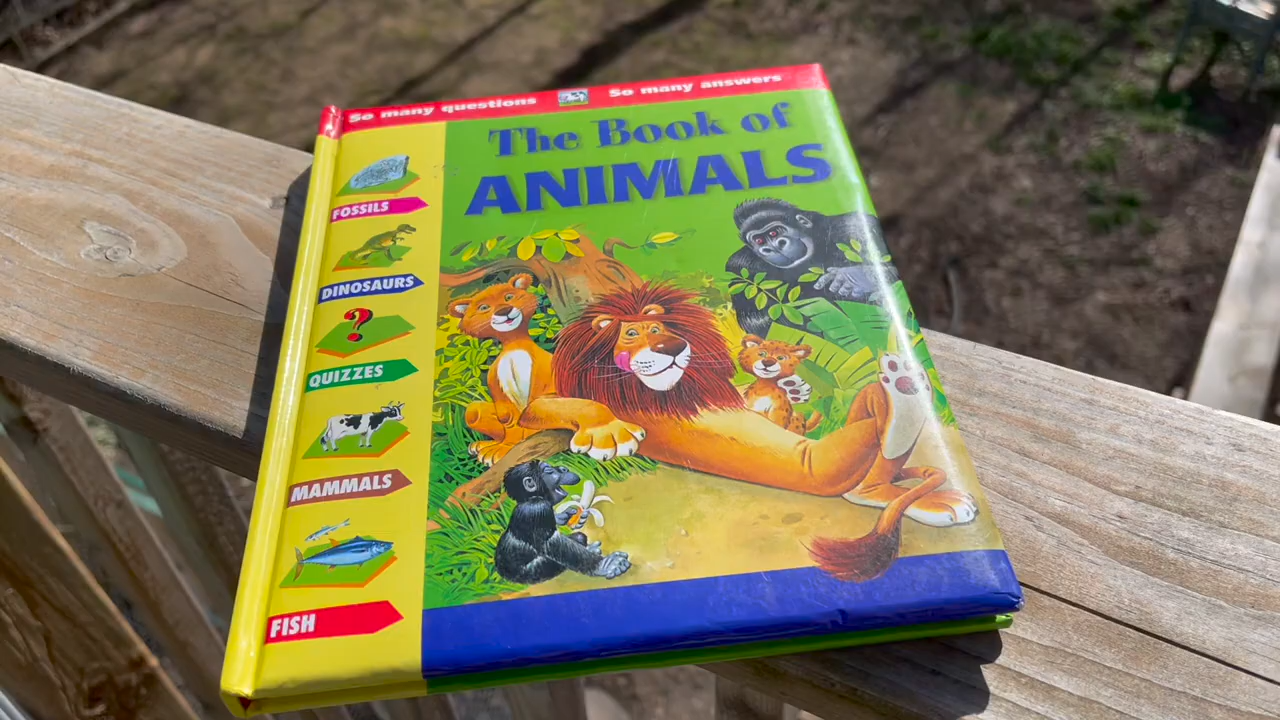 So many questions So many answers
The Book of
ANIMALS
FOSSILS
DINOSAURS
?
QUIZZES
MAMMALS
FISH